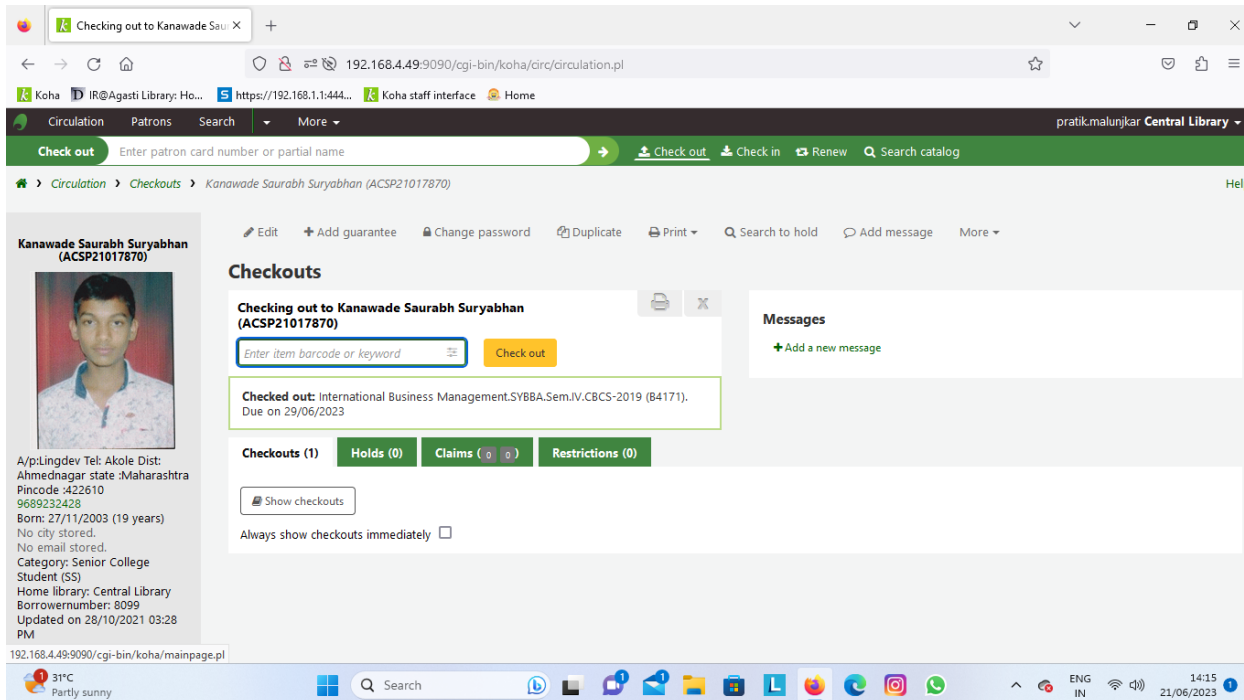 Checking out to Kanawade Saur
192.168.4.49:9090/cgi-bin/koha/circ/circulation.pl
Koha IR@Agasti Library: Ho... https://192.168.1.1:444... Koha staff interface Home
Circulation Patrons Search More pratik.malunjkar Central Library
Check out Enter patron card number or partial name Check out Check in Renew Search catalog
Circulation Checkouts Kanawade Saurabh Suryabhan (ACSP21017870) Hel
Kanawade Saurabh Suryabhan
(ACSP21017870)
A/p:Lingdev Tel: Akole Dist:
Ahmednagar state :Maharashtra
Pincode :422610
9689232428
Born: 27/11/2003 (19 years)
No city stored.
No email stored.
Category: Senior College
Student (SS)
Home library: Central Library
Borrowernumber: 8099
Updated on 28/10/2021 03:28
PM
Edit Add guarantee Change password Duplicate Print Search to hold Add message More
Checkouts
Checking out to Kanawade Saurabh Suryabhan
(ACSP21017870)
Enter item barcode or keyword Check out
Checked out: International Business Management.SYBBA.Sem.IV.CBCS-2019 (B4171).
Due on 29/06/2023
Checkouts (1) Holds (0) Claims ( 0 0 ) Restrictions (0)
Show checkouts
Always show checkouts immediately
Messages
Add a new message
192.168.4.49:9090/cgi-bin/koha/mainpage.pl
1 31°C
Partly sunny
Search
1
1
L
ENG
IN
14:15
21/06/2023
1